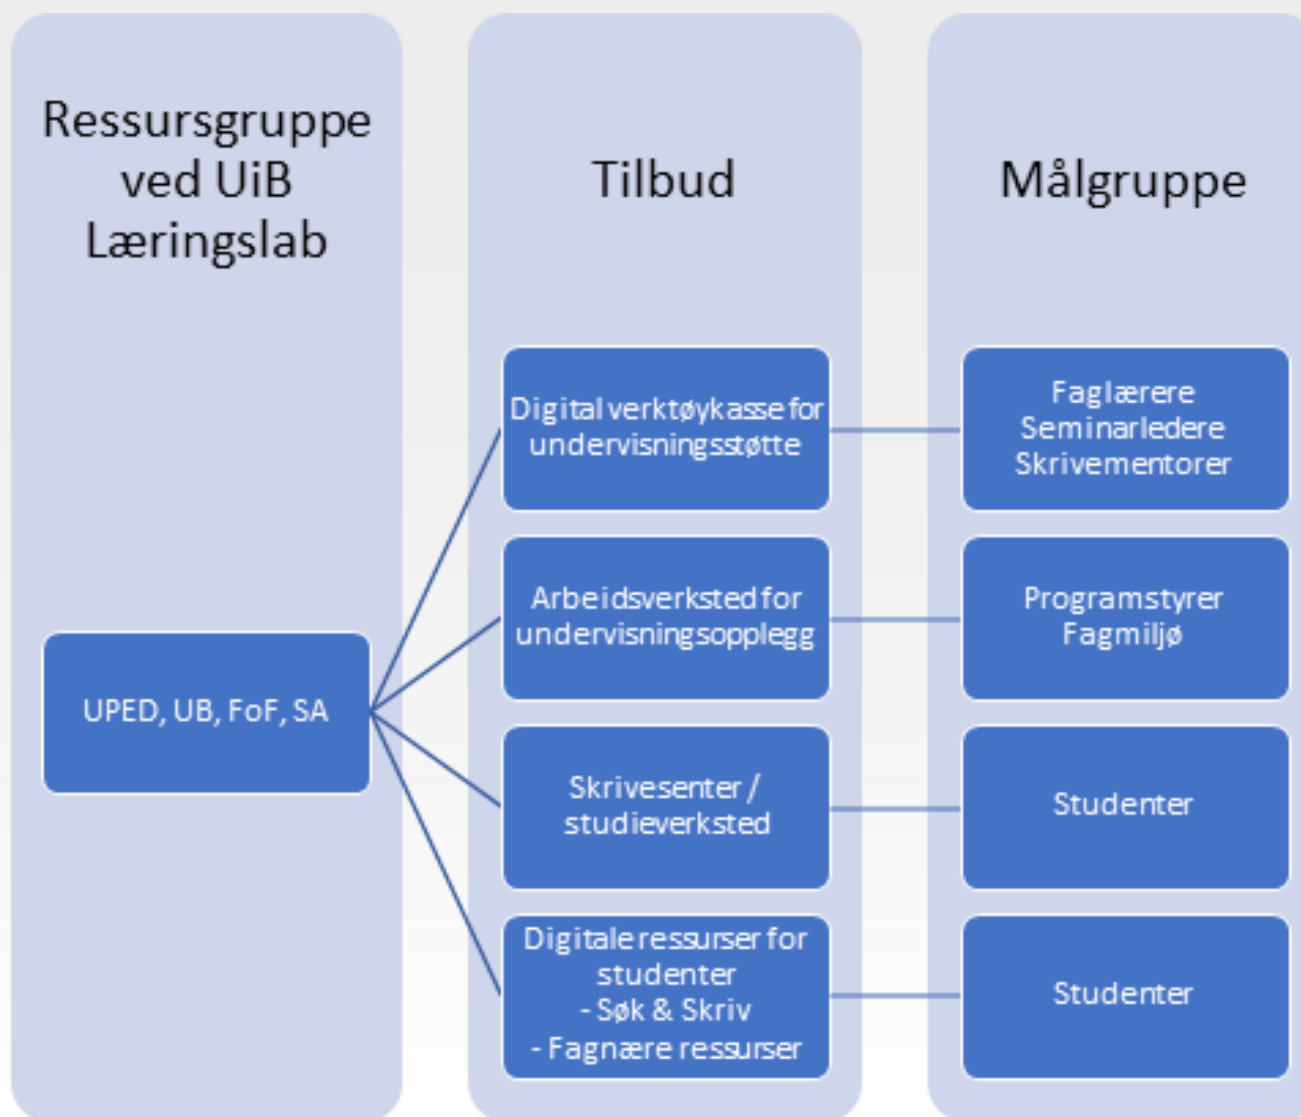 Ressursgruppe
ved UiB
Læringslab
Tilbud
Målgruppe
UPED, UB, FoF, SA
Digital verktøykasse for
undervisningsstøtte
Faglærere
Seminarledere
Skrivementorer
Arbeidsverksted for
undervisningsopplegg
Programstyrer
Fagmiljø
Skrivesenter /
studieverksted
Studenter
Digitale ressurser for
studenter
- Søk & Skriv
- Fagnære ressurser
Studenter